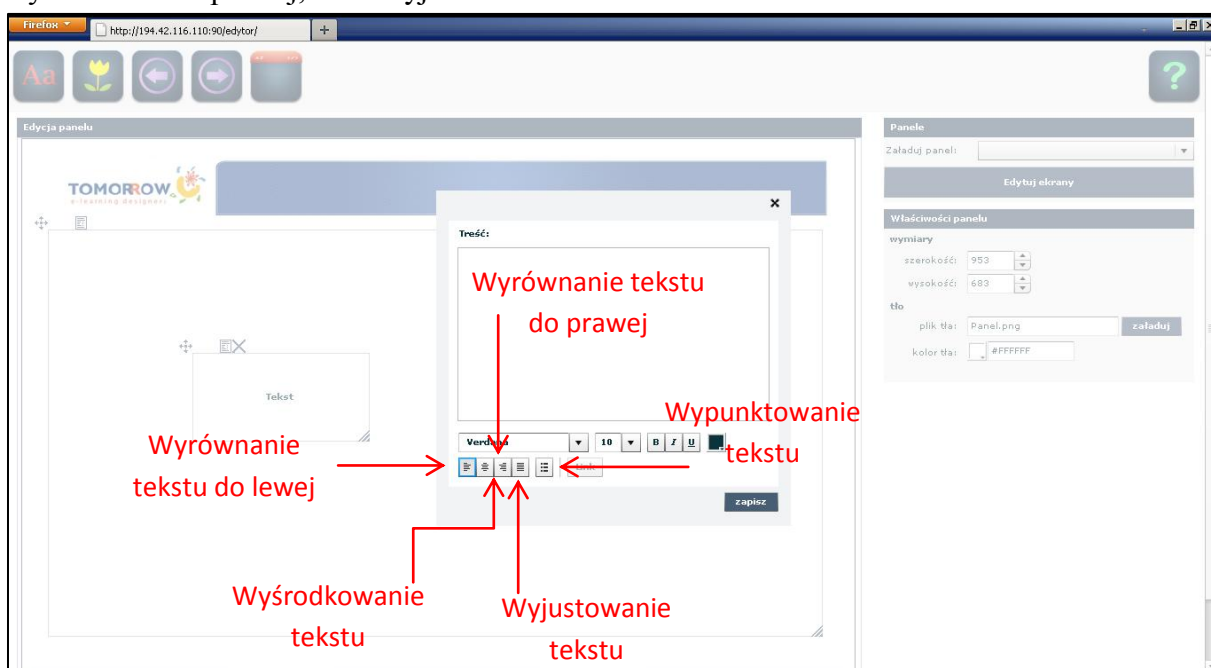 Firefox
http://194.42.116.110:90/edytor/
+
Aa
?
Edycja panelu
Panele
Załaduj panel:
Edytuj ekrany
TOMORROW
e-learning designer
Treść:
Właściwości panelu
wymiary
szerokość: 953
wysokość: 683
tło
plik tła: Panel.png załaduj
kolor tła: #FFFFFF
Wyrównanie tekstu
do prawej
Tekst
Wypunktowanie
tekstu
Verdana 10 B I U
Link
zapisz
Wyrównanie
tekstu do lewej
Wyśrodkowanie
tekstu
Wyjustowanie
tekstu